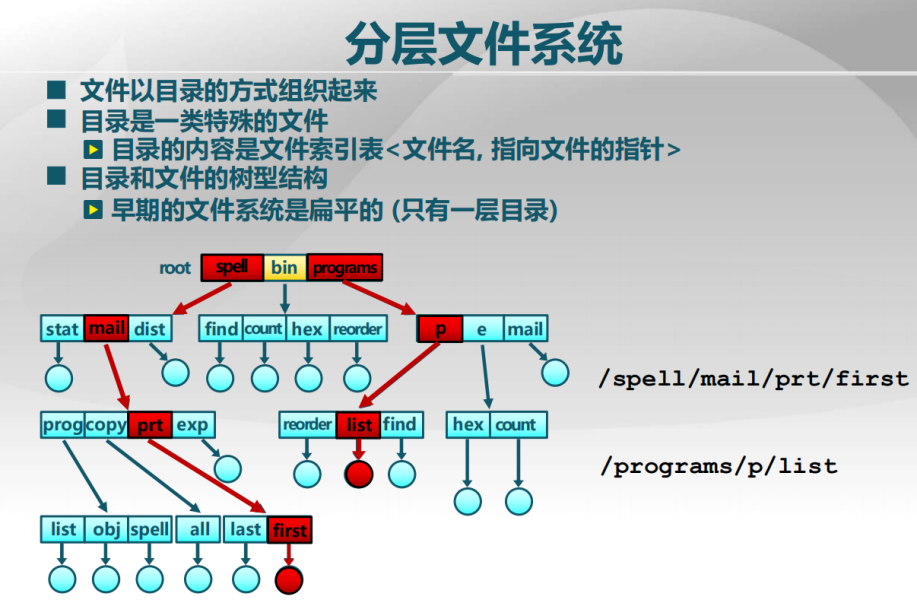 分层文件系统
文件以目录的方式组织起来
目录是一类特殊的文件
目录的内容是文件索引表<文件名, 指向文件的指针>
目录和文件的树型结构
早期的文件系统是扁平的 (只有一层目录)
root spell bin programs
stat mail dist find count hex reorder p e mail
/spell/mail/prt/first
prog copy prt exp reorder list find hex count
/programs/p/list
list obj spell all last first